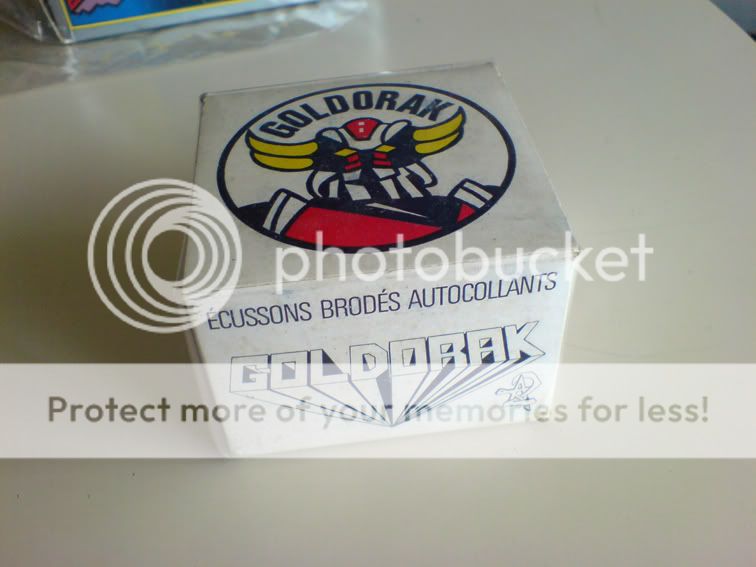 GOLDORAK
photobucket
ÉCUSSONS BRODÉS AUTOCOLLANTS
GOLDORAK
Protect more of your memories for less!